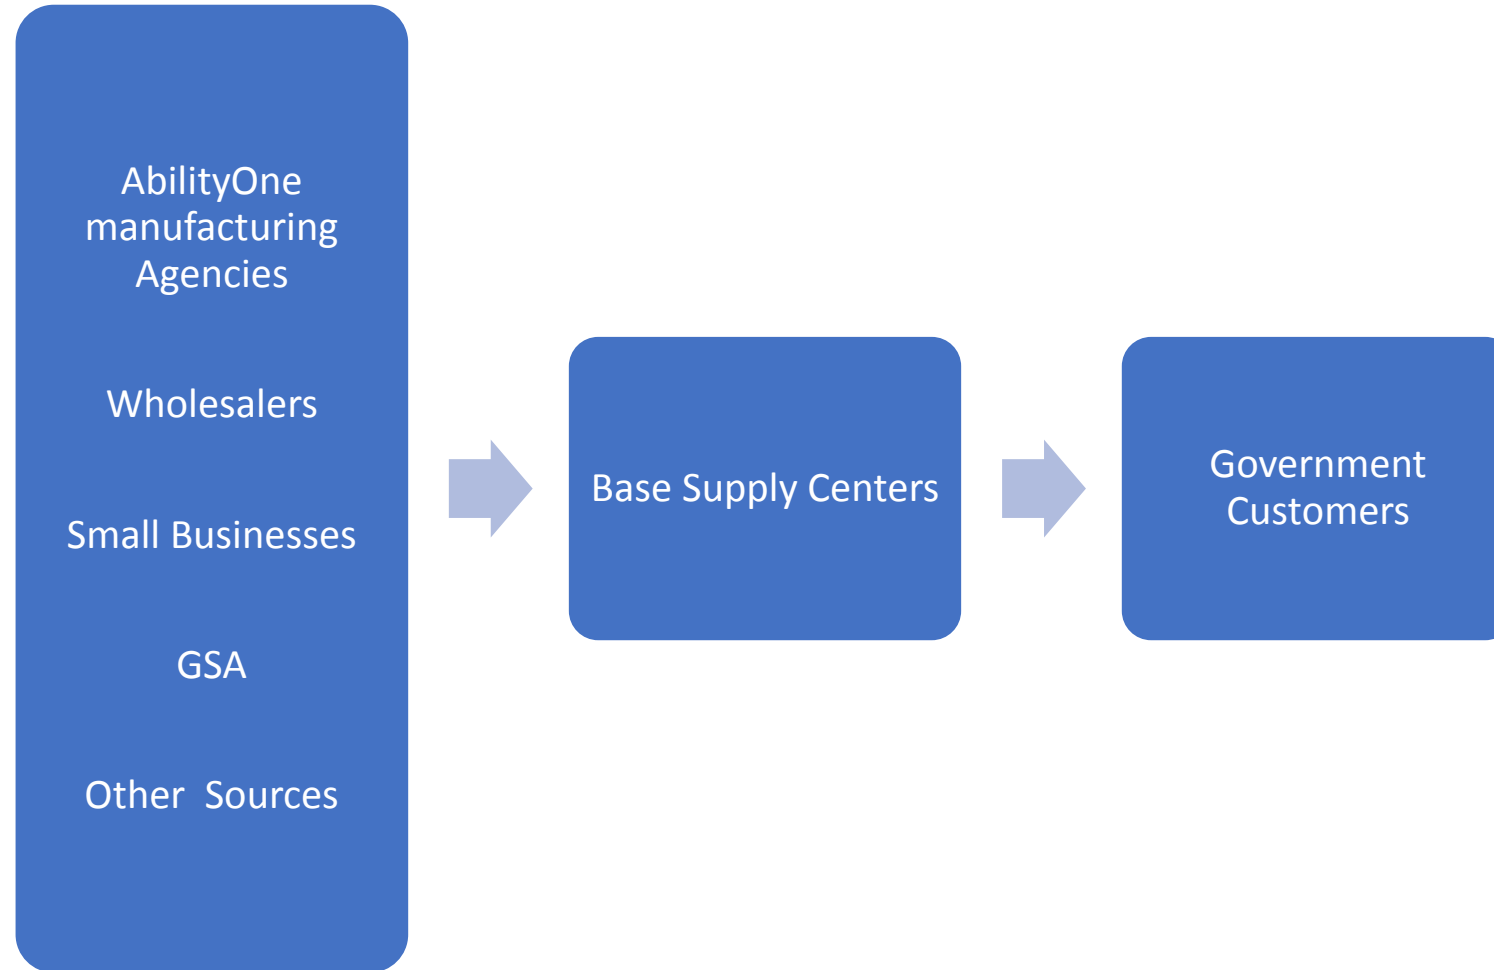 AbilityOne
manufacturing
Agencies
Wholesalers
Small Businesses
GSA
Other  Sources
Base Supply Centers
Government
Customers